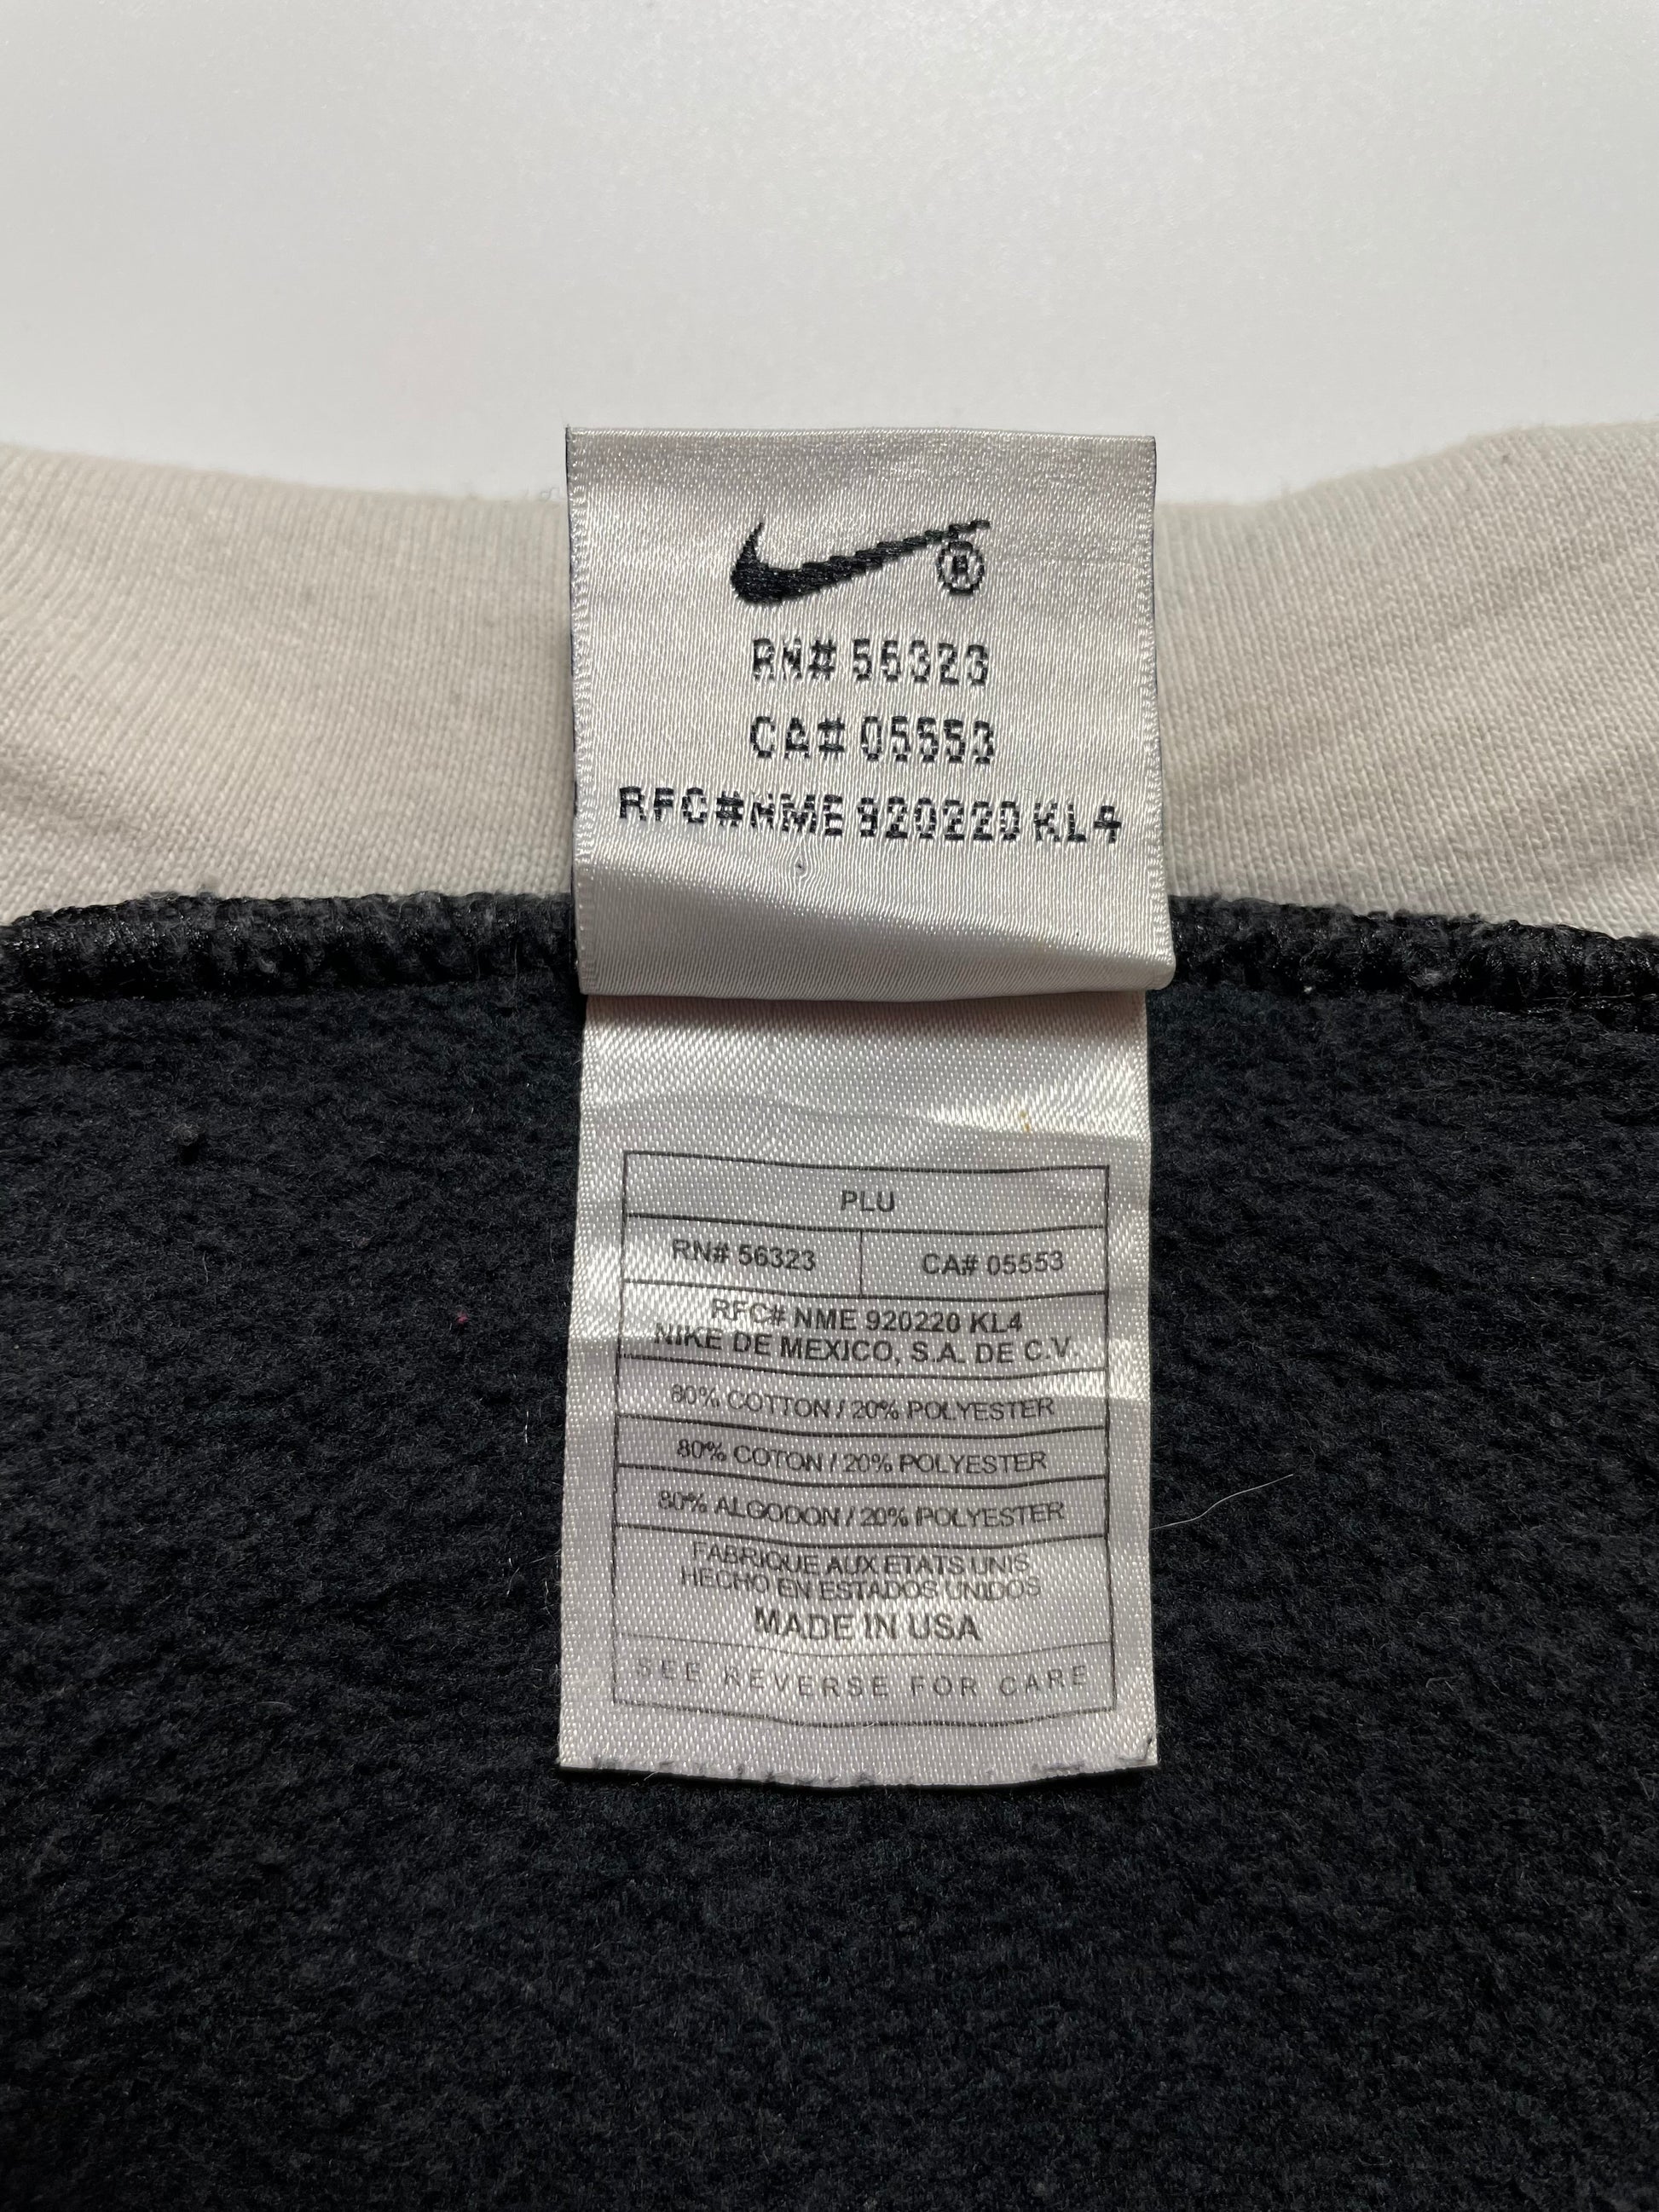 ®
RN# 56323
CA# 05553
RFC# NME 920220 KL4
PLU
RN# 56323 CA# 05553
RFC# NME 920220 KL4
NIKE DE MEXICO, S.A. DE C.V.
80% COTTON / 20% POLYESTER
80% COTON / 20% POLYESTER
80% ALGODON / 20% POLYESTER
FABRIQUE AUX ETATS UNIS
HECHO EN ESTADOS UNIDOS
MADE IN USA
SEE REVERSE FOR CARE